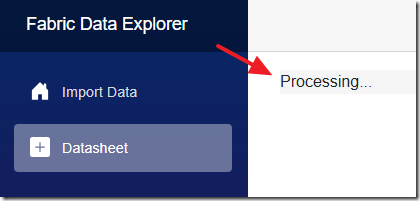 Fabric Data Explorer
Processing...
Import Data
Datasheet